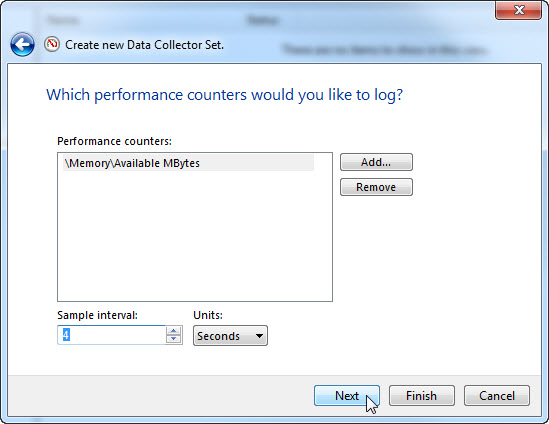 Name
Status
There are no items to show in this view.
Create new Data Collector Set.
Which performance counters would you like to log?
Performance counters:
\Memory\Available MBytes
Add...
Remove
Sample interval:
Units:
4
Seconds
Next
Finish
Cancel